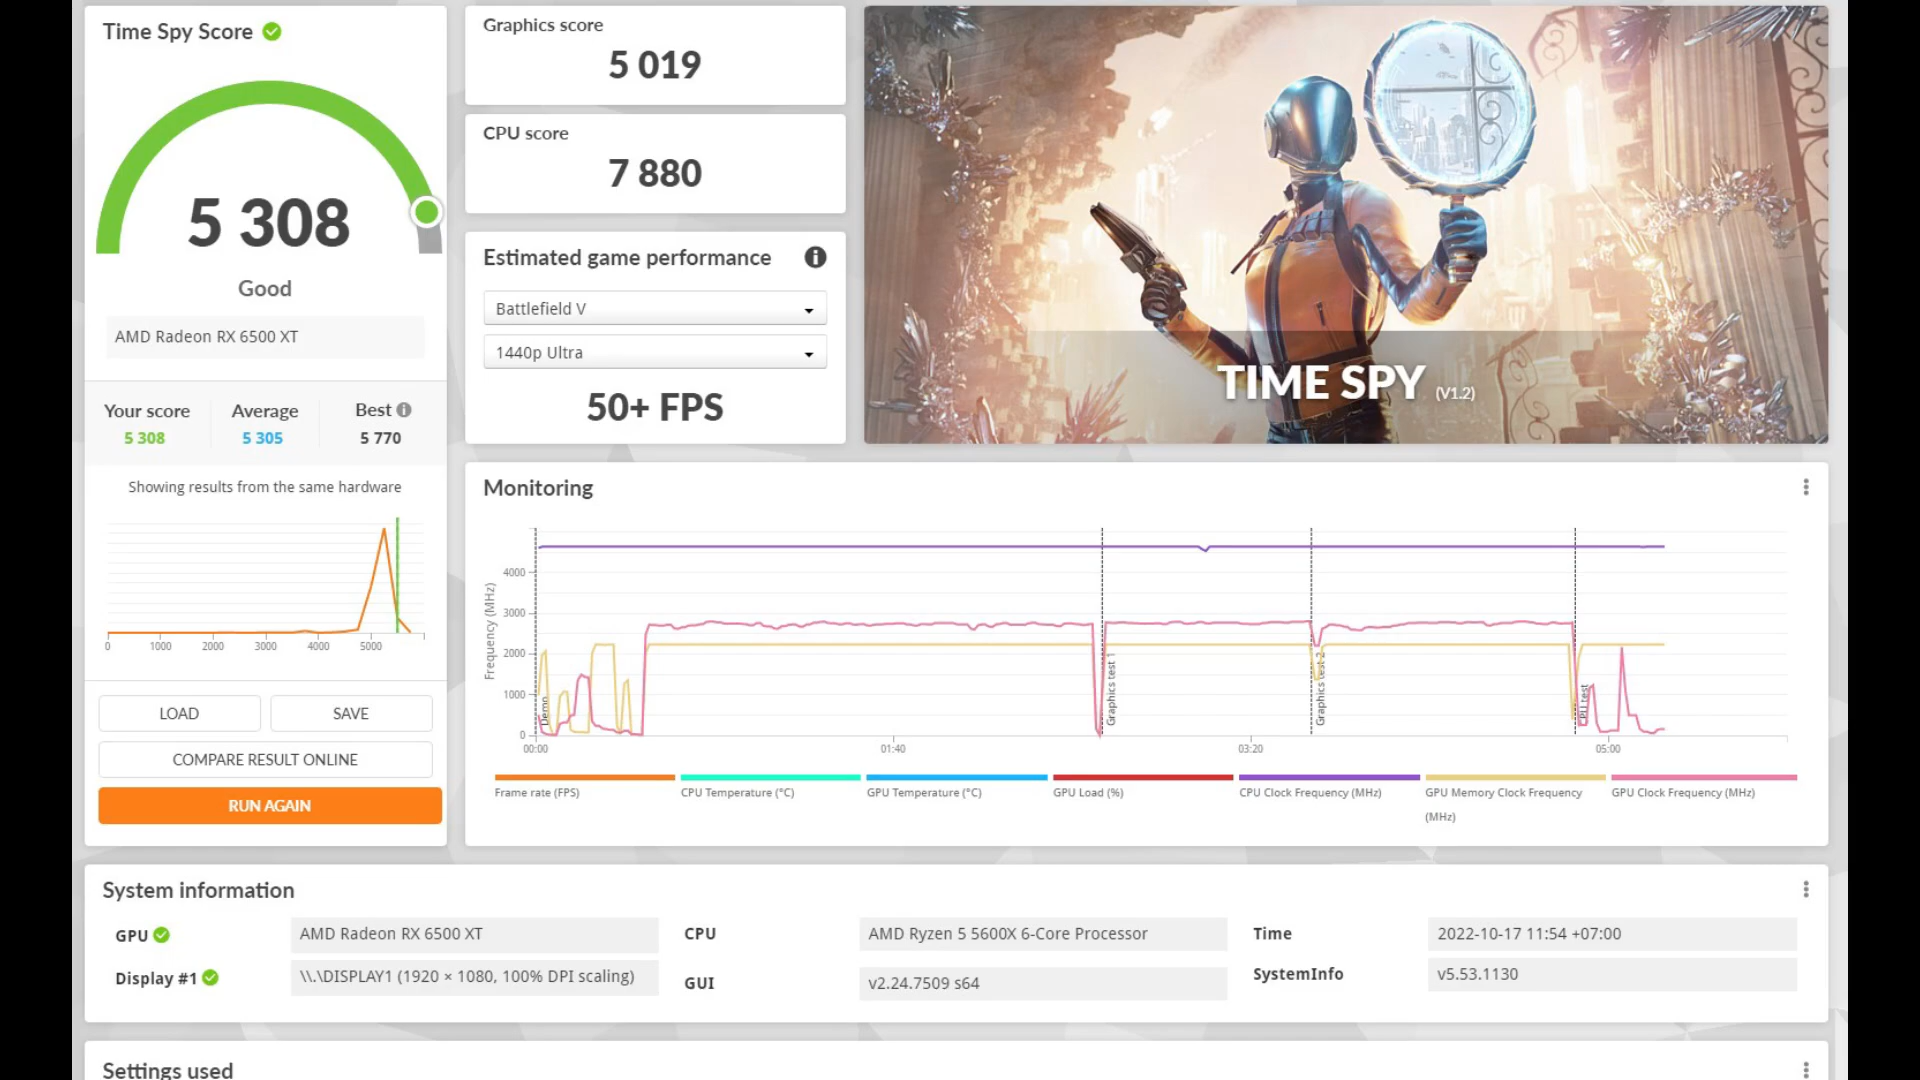 Time Spy Score
5 308
Good
AMD Radeon RX 6500 XT
Your score
5 308
Average
5 305
Best
5 770
Showing results from the same hardware
0 1000 2000 3000 4000 5000
LOAD
SAVE
COMPARE RESULT ONLINE
RUN AGAIN
Graphics score
5 019
CPU score
7 880
Estimated game performance
Battlefield V
1440p Ultra
50+ FPS
TIME SPY (V1.2)
Monitoring
Frequency (MHz)
4000
3000
2000
1000
0
Demo
Graphics test 1
Graphics test 2
CPU test
00:00 01:40 03:20 05:00
Frame rate (FPS)
CPU Temperature (°C)
GPU Temperature (°C)
GPU Load (%)
CPU Clock Frequency (MHz)
GPU Memory Clock Frequency
(MHz)
GPU Clock Frequency (MHz)
System information
GPU
AMD Radeon RX 6500 XT
Display #1
\\.\DISPLAY1 (1920 × 1080, 100% DPI scaling)
CPU
AMD Ryzen 5 5600X 6-Core Processor
GUI
v2.24.7509 s64
Time
2022-10-17 11:54 +07:00
SystemInfo
v5.53.1130
Settings used